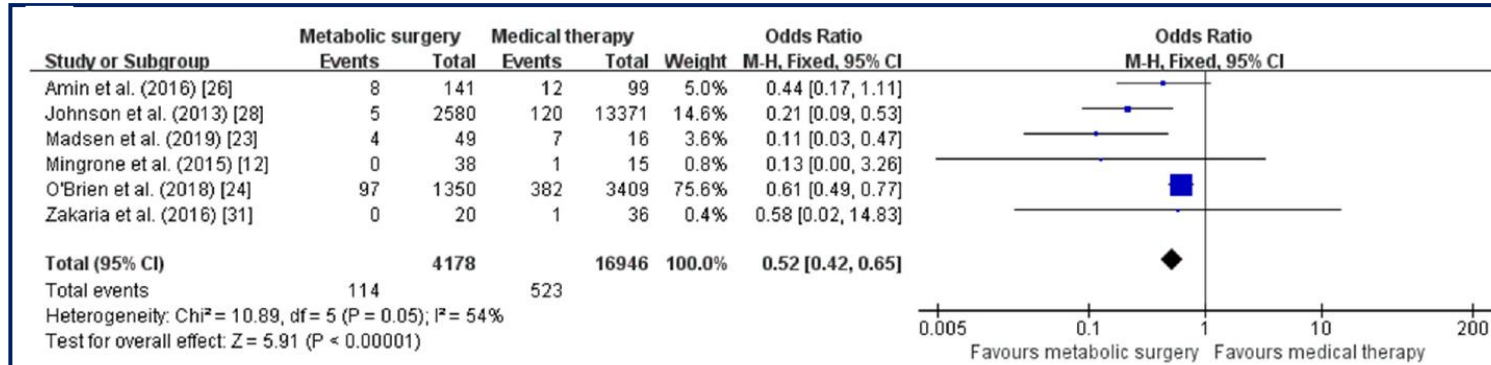 Metabolic surgery Medical therapy Odds Ratio Odds Ratio
Study or Subgroup Events Total Events Total Weight M-H, Fixed, 95% CI M-H, Fixed, 95% CI
Amin et al. (2016) [26] 8 141 12 99 5.0% 0.44 [0.17, 1.11]
Johnson et al. (2013) [28] 5 2580 120 13371 14.6% 0.21 [0.09, 0.53]
Madsen et al. (2019) [23] 4 49 7 16 3.6% 0.11 [0.03, 0.47]
Mingrone et al. (2015) [12] 0 38 1 15 0.8% 0.13 [0.00, 3.26]
O'Brien et al. (2018) [24] 97 1350 382 3409 75.6% 0.61 [0.49, 0.77]
Zakaria et al. (2016) [31] 0 20 1 36 0.4% 0.58 [0.02, 14.83]
Total (95% CI) 4178 16946 100.0% 0.52 [0.42, 0.65]
Total events 114 523
Heterogeneity: Chi² = 10.89, df = 5 (P = 0.05); I² = 54%
Test for overall effect: Z = 5.91 (P < 0.00001)
0.005 0.1 1 10 200
Favours metabolic surgery Favours medical therapy